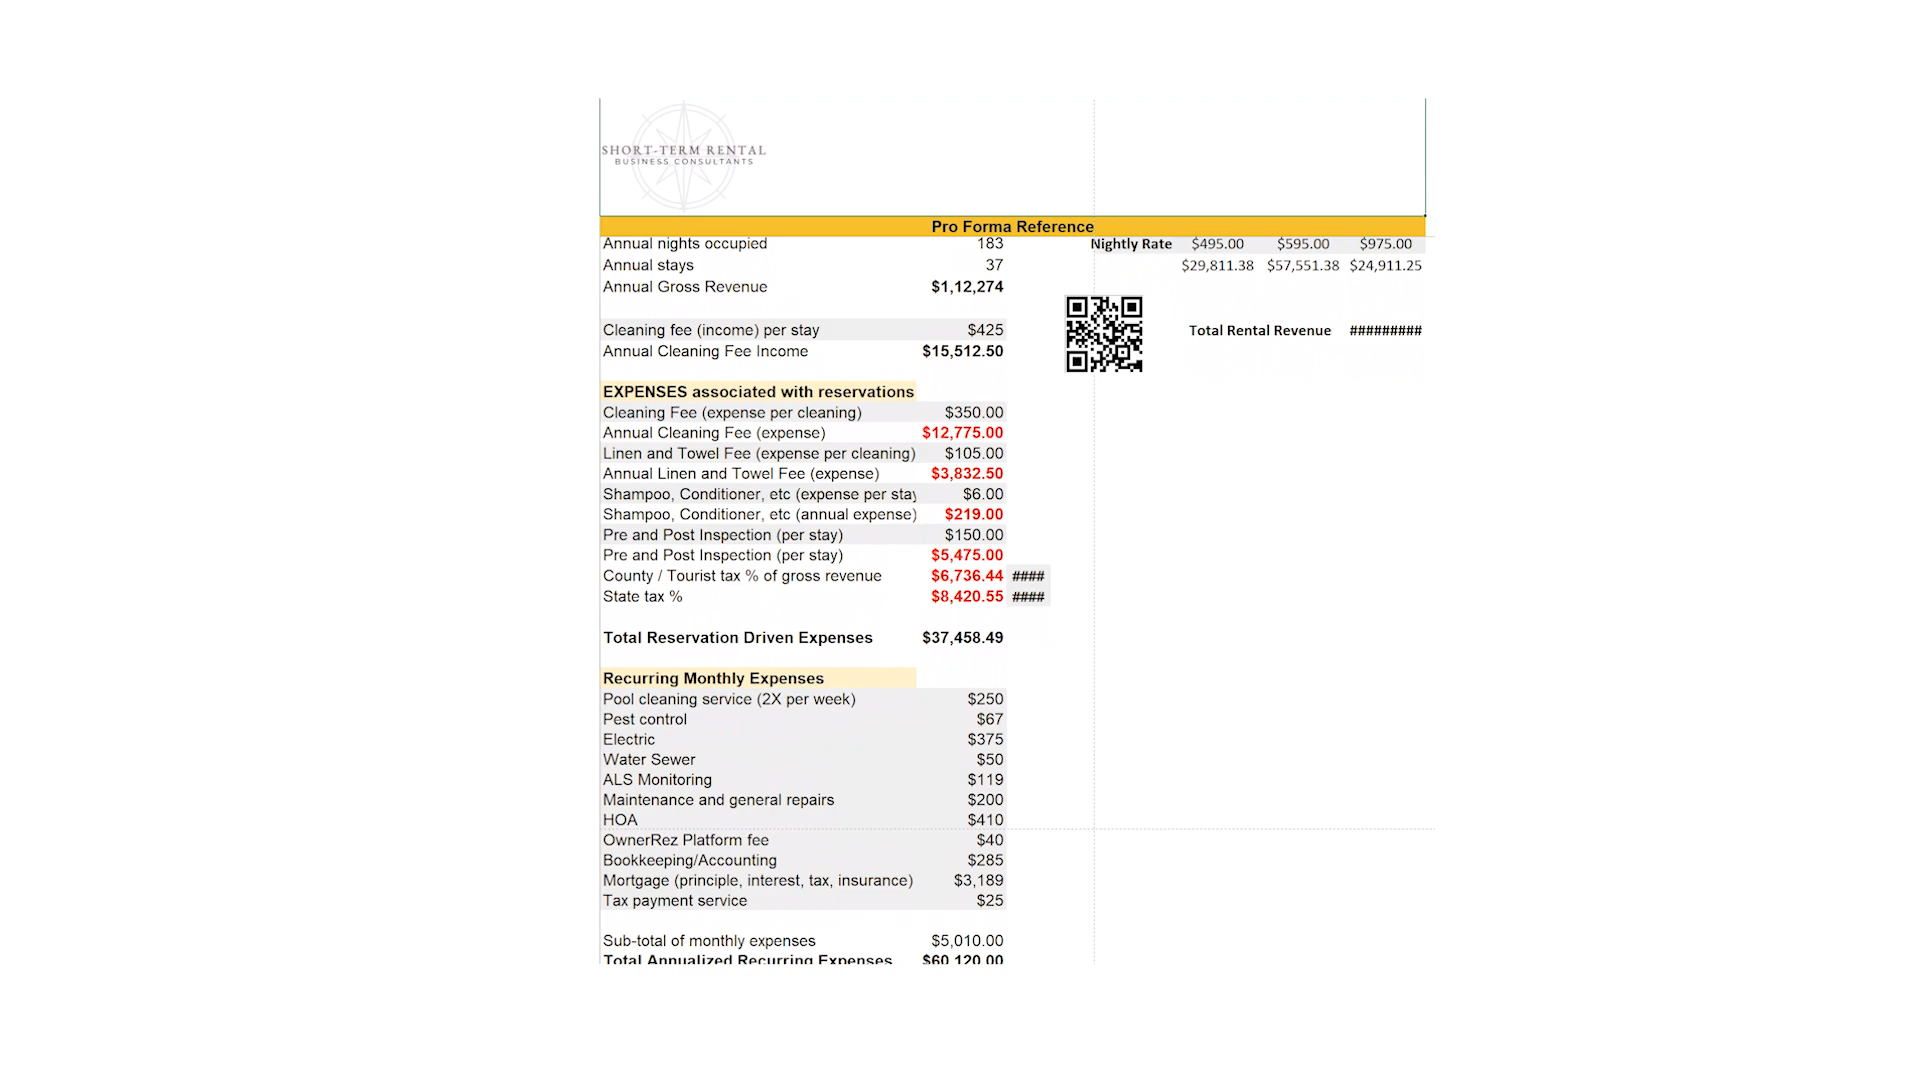 SHORT-TERM RENTAL
BUSINESS CONSULTANTS
Pro Forma Reference
Annual nights occupied 183 Nightly Rate $495.00 $595.00 $975.00
Annual stays 37 $29,811.38 $57,551.38 $24,911.25
Annual Gross Revenue $1,12,274
Cleaning fee (income) per stay $425 Total Rental Revenue #########
Annual Cleaning Fee Income $15,512.50
EXPENSES associated with reservations
Cleaning Fee (expense per cleaning) $350.00
Annual Cleaning Fee (expense) $12,775.00
Linen and Towel Fee (expense per cleaning) $105.00
Annual Linen and Towel Fee (expense) $3,832.50
Shampoo, Conditioner, etc (expense per stay $6.00
Shampoo, Conditioner, etc (annual expense) $219.00
Pre and Post Inspection (per stay) $150.00
Pre and Post Inspection (per stay) $5,475.00
County / Tourist tax % of gross revenue $6,736.44 ####
State tax % $8,420.55 ####
Total Reservation Driven Expenses $37,458.49
Recurring Monthly Expenses
Pool cleaning service (2X per week) $250
Pest control $67
Electric $375
Water Sewer $50
ALS Monitoring $119
Maintenance and general repairs $200
HOA $410
OwnerRez Platform fee $40
Bookkeeping/Accounting $285
Mortgage (principle, interest, tax, insurance) $3,189
Tax payment service $25
Sub-total of monthly expenses $5,010.00
Total Annualized Recurring Expenses $60,120.00